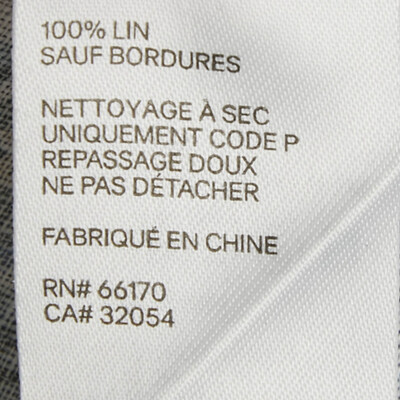 100% LIN
SAUF BORDURES
NETTOYAGE À SEC
UNIQUEMENT CODE P
REPASSAGE DOUX
NE PAS DÉTACHER
FABRIQUÉ EN CHINE
RN# 66170
CA# 32054